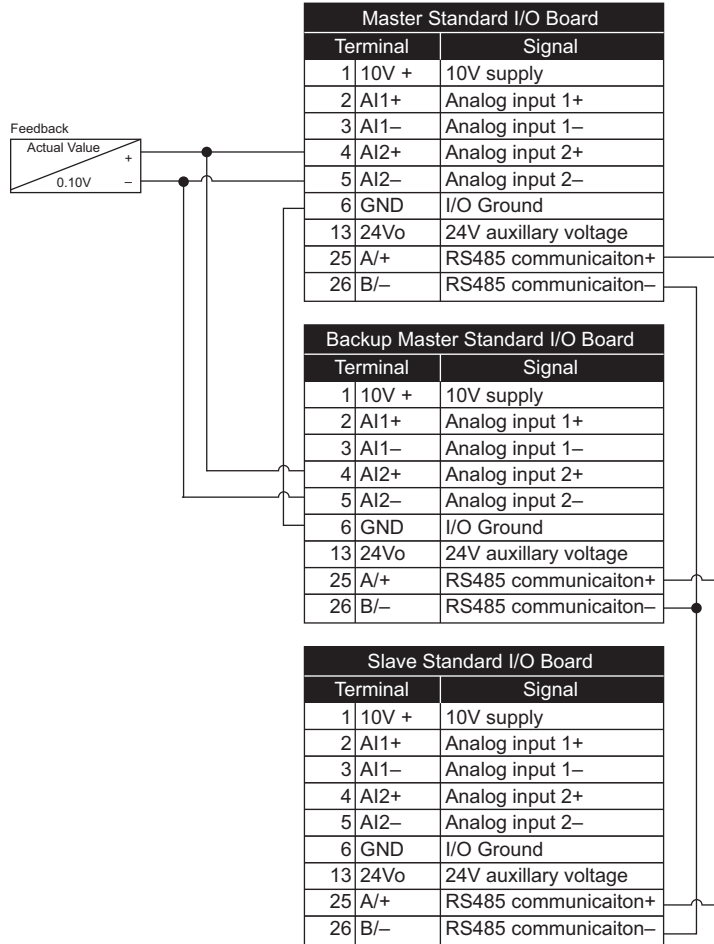 Master Standard I/O Board
Terminal Signal
1 10V + 10V supply
2 AI1+ Analog input 1+
3 AI1– Analog input 1–
Feedback
Actual Value + 4 AI2+ Analog input 2+
0.10V – 5 AI2– Analog input 2–
6 GND I/O Ground
13 24Vo 24V auxillary voltage
25 A/+ RS485 communicaiton+
26 B/– RS485 communicaiton–
Backup Master Standard I/O Board
Terminal Signal
1 10V + 10V supply
2 AI1+ Analog input 1+
3 AI1– Analog input 1–
4 AI2+ Analog input 2+
5 AI2– Analog input 2–
6 GND I/O Ground
13 24Vo 24V auxillary voltage
25 A/+ RS485 communicaiton+
26 B/– RS485 communicaiton–
Slave Standard I/O Board
Terminal Signal
1 10V + 10V supply
2 AI1+ Analog input 1+
3 AI1– Analog input 1–
4 AI2+ Analog input 2+
5 AI2– Analog input 2–
6 GND I/O Ground
13 24Vo 24V auxillary voltage
25 A/+ RS485 communicaiton+
26 B/– RS485 communicaiton–